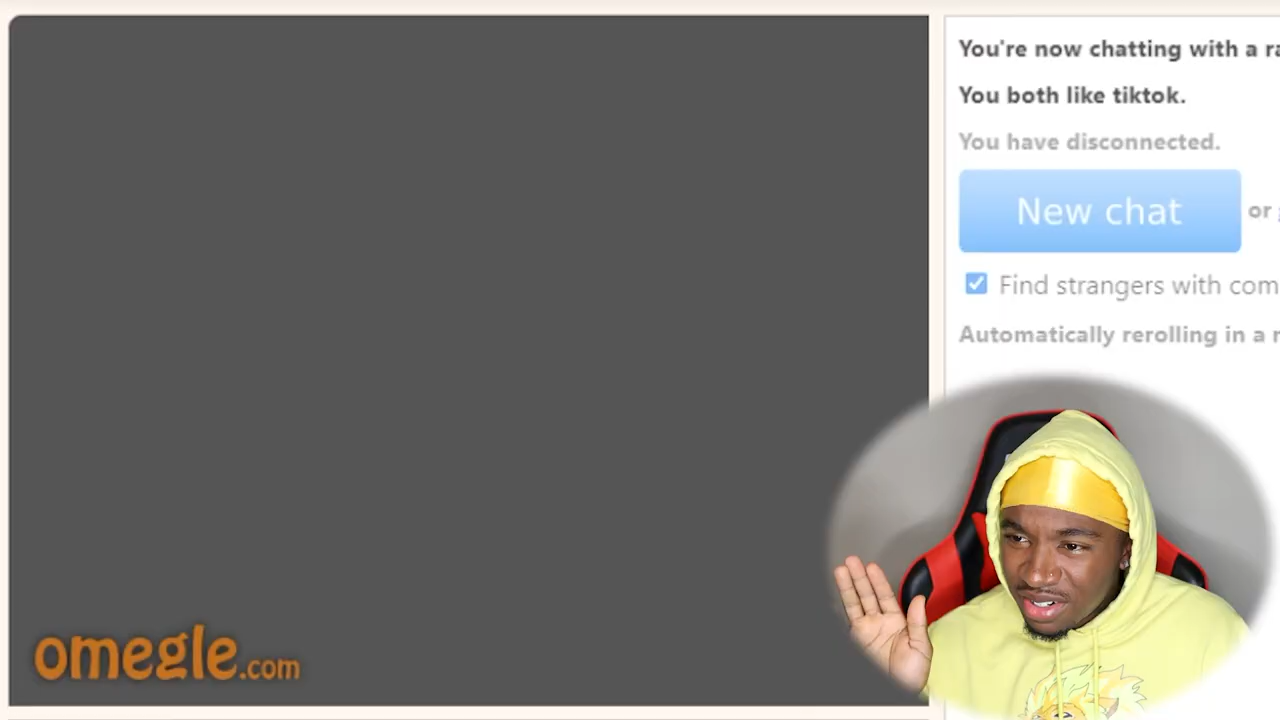 You're now chatting with a
You both like tiktok.
You have disconnected.
New chat
or
Find strangers with
Automatically rerolling in a
omegle.com